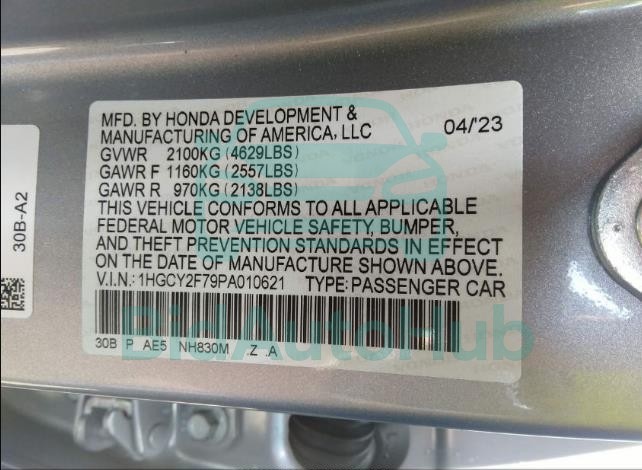 MFD. BY HONDA DEVELOPMENT &
MANUFACTURING OF AMERICA, LLC 04/'23
GVWR 2100KG (4629LBS)
GAWR F 1160KG (2557LBS)
GAWR R 970KG (2138LBS)
THIS VEHICLE CONFORMS TO ALL APPLICABLE
FEDERAL MOTOR VEHICLE SAFETY, BUMPER,
AND THEFT PREVENTION STANDARDS IN EFFECT
ON THE DATE OF MANUFACTURE SHOWN ABOVE.
V.I.N.: 1HGCY2F79PA010621 TYPE: PASSENGER CAR
30B P AE5 NH830M .Z .A
30B-A2
BidAutoHub